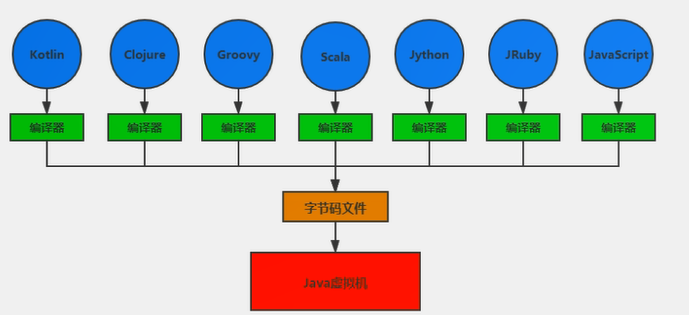 Kotlin
Clojure
Groovy
Scala
Jython
JRuby
JavaScript
编译器
编译器
编译器
编译器
编译器
编译器
编译器
字节码文件
Java虚拟机